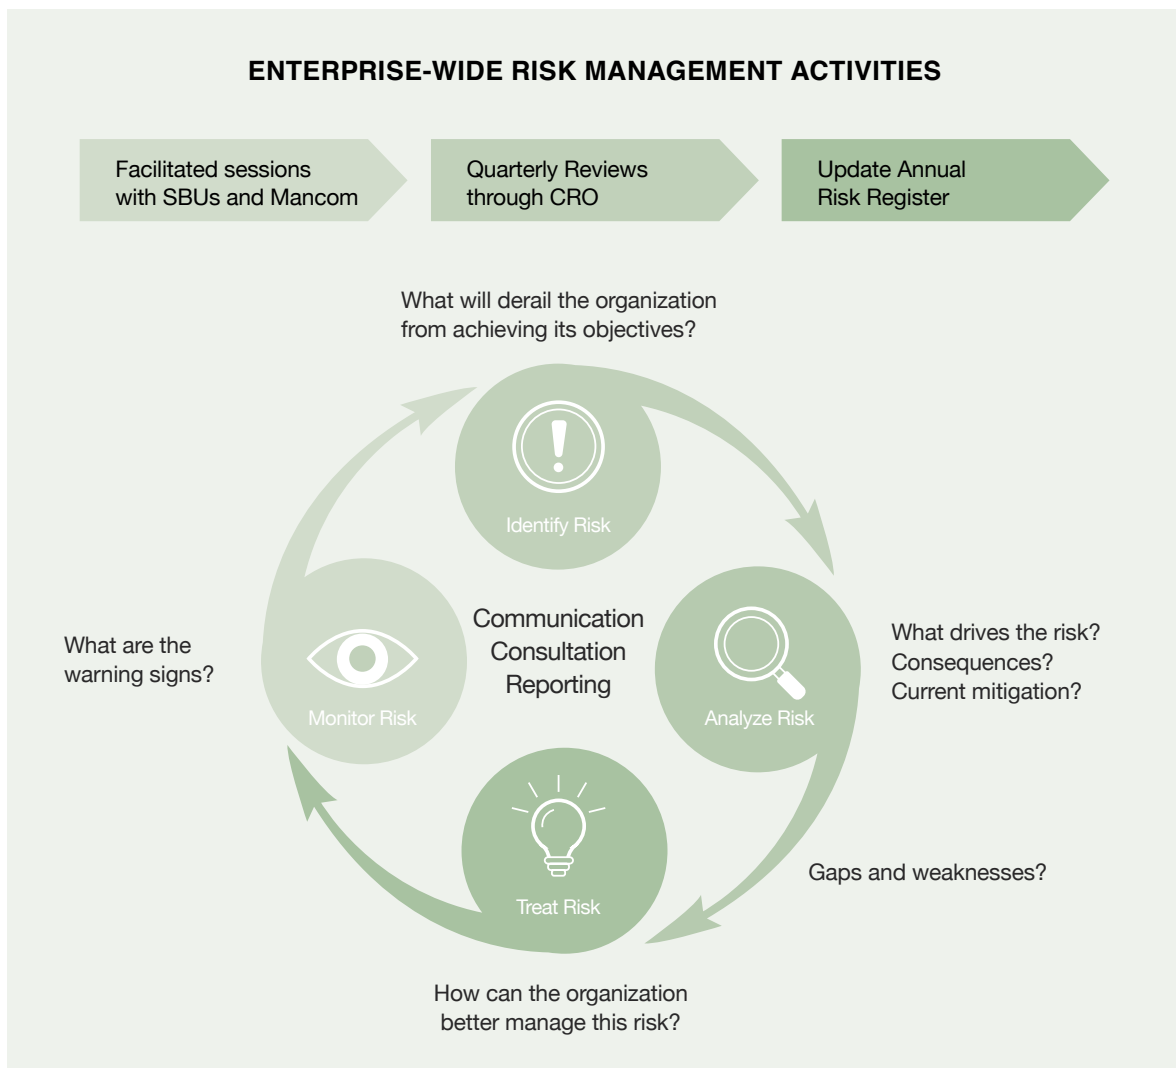 ENTERPRISE-WIDE RISK MANAGEMENT ACTIVITIES
Facilitated sessions
with SBUs and Mancom
Quarterly Reviews
through CRO
Update Annual
Risk Register
What will derail the organization
from achieving its objectives?
Identify Risk
Communication
Consultation
Reporting
What are the
warning signs?
Monitor Risk
Analyze Risk
What drives the risk?
Consequences?
Current mitigation?
Treat Risk
Gaps and weaknesses?
How can the organization
better manage this risk?